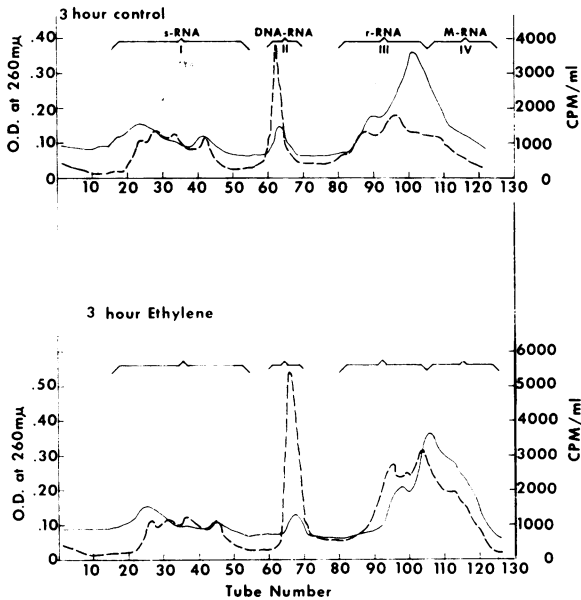 3 hour control
s-RNA DNA-RNA r-RNA M-RNA
I II III IV
O.D. at 260mμ
.40
.30
.20
.10
0
4000
3000
2000
1000
0
CPM/ml
10 20 30 40 50 60 70 80 90 100 110 120 130
3 hour Ethylene
O.D. at 260mμ
.50
.40
.30
.20
.10
0
6000
5000
4000
3000
2000
1000
0
CPM/ml
10 20 30 40 50 60 70 80 90 100 110 120 130
Tube Number